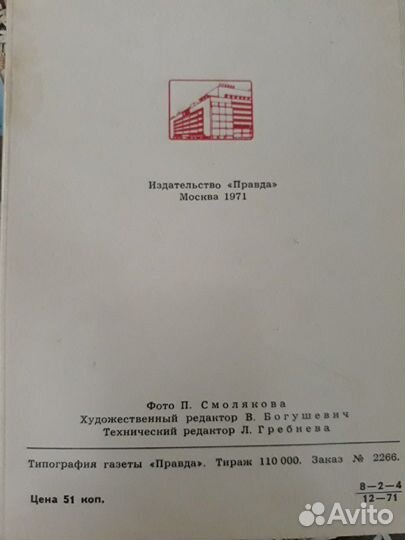 Издательство «Правда»
Москва 1971
Фото П. Смолякова
Художественный редактор В. Богушевич
Технический редактор Л. Гребнева
Типография газеты «Правда». Тираж 110 000. Заказ № 2266.
Цена 51 коп.
8—2—4
12—71
Avito